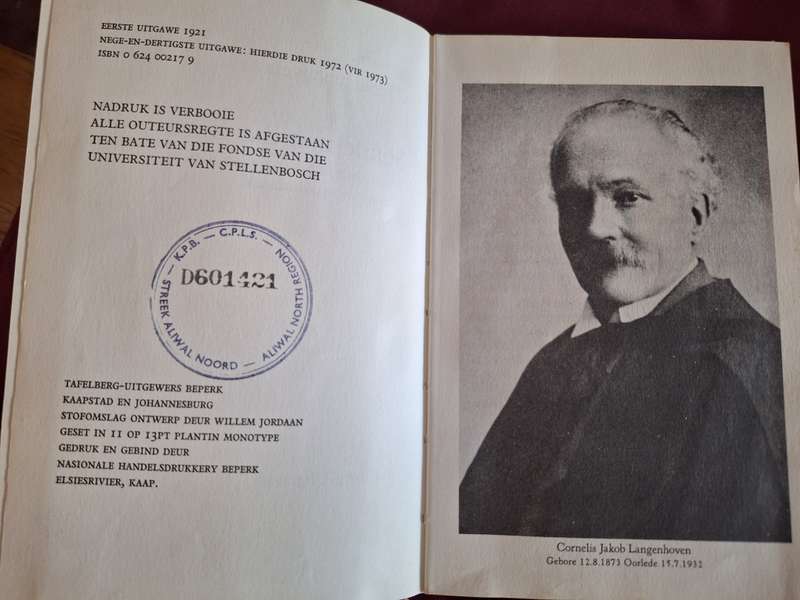 EERSTE UITGAWE 1921
NEGE-EN-DERTIGSTE UITGAWE: HIERDIE DRUK 1972 (VIR 1973)
ISBN 0 624 00217 9
NADRUK IS VERBOOIE
ALLE OUTEURSREGTE IS AFGESTAAN
TEN BATE VAN DIE FONDSE VAN DIE
UNIVERSITEIT VAN STELLENBOSCH
K.P.B. — C.P.L.S. —
D601421
STREEK ALIWAL NOORD — ALIWAL NORTH REGION
TAFELBERG-UITGEWERS BEPERK
KAAPSTAD EN JOHANNESBURG
STOFOMSLAG ONTWERP DEUR WILLEM JORDAAN
GESET IN 11 OP 13PT PLANTIN MONOTYPE
GEDRUK EN GEBIND DEUR
NASIONALE HANDELSDRUKKERY BEPERK
ELSIESRIVIER, KAAP.
Cornelis Jakob Langenhoven
Gebore 12.8.1873 Oorlede 15.7.1932